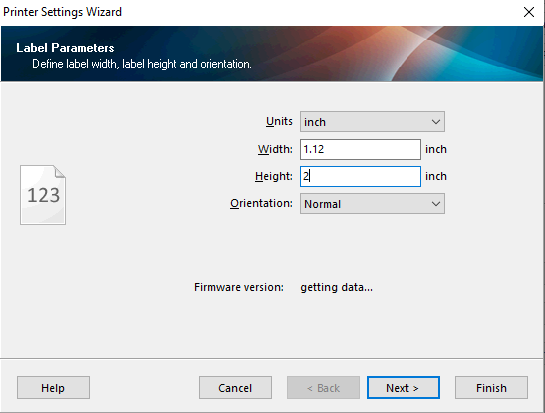 Printer Settings Wizard
Label Parameters
Define label width, label height and orientation.
Units inch
Width: 1.12 inch
Height: 2 inch
123
Orientation: Normal
Firmware version: getting data...
Help Cancel < Back Next > Finish